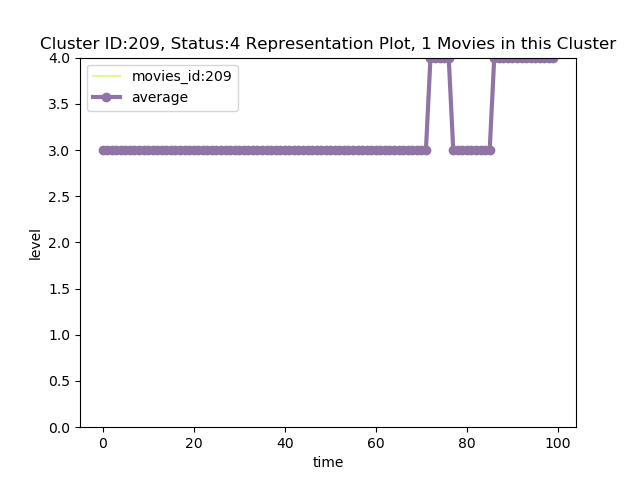 Cluster ID:209, Status:4 Representation Plot, 1 Movies in this Cluster
movies_id:209
average
level
4.0
3.5
3.0
2.5
2.0
1.5
1.0
0.5
0.0
0 20 40 60 80 100
time